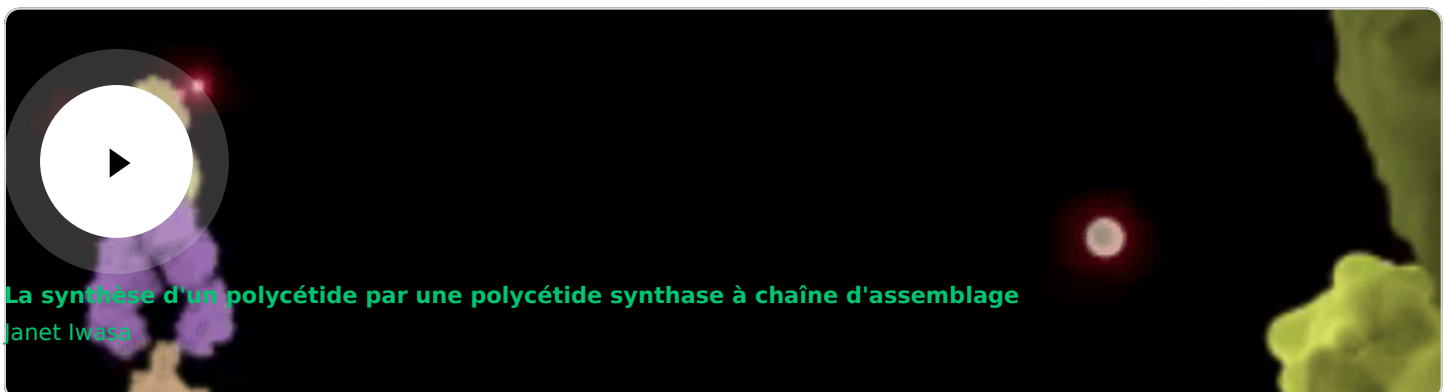 La synthèse d'un polycétide par une polycétide synthase à chaîne d'assemblage
Janet Iwasa